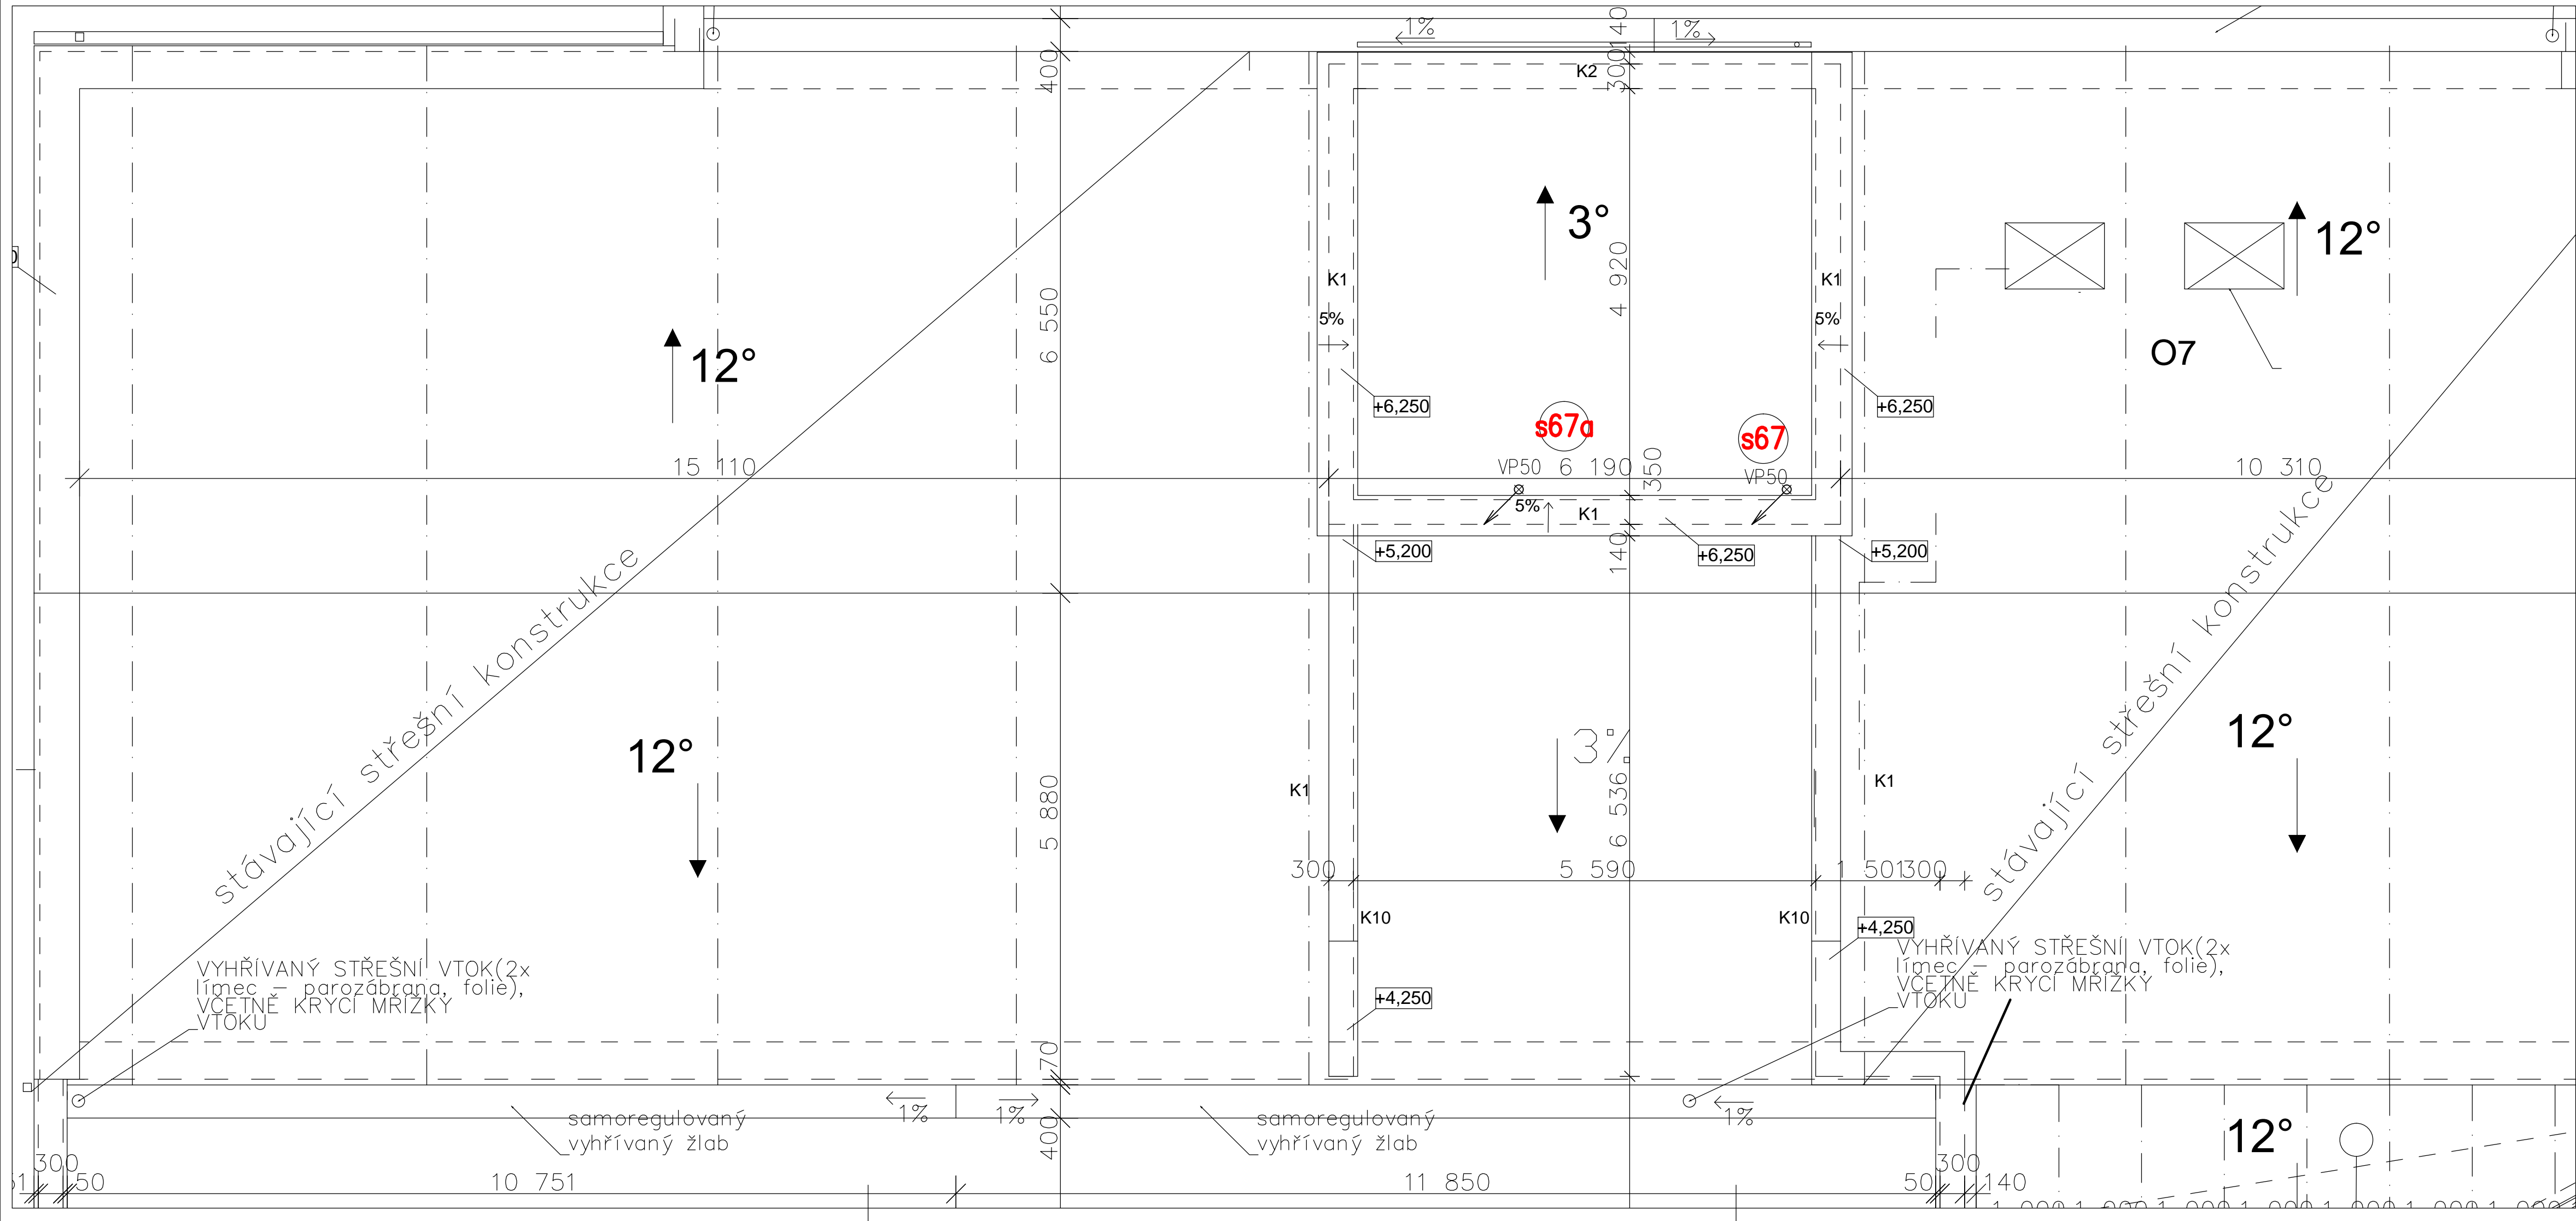 1%
1%
140
300
400
K2
3°
12°
K1
K1
5%
5%
4 920
6 550
12°
O7
+6,250
+6,250
s67a
s67
15 110
VP50
6 190
350
VP50
10 310
5%
K1
+5,200
140
+6,250
+5,200
stávající střešní konstrukce
stávající střešní konstrukce
12°
3%
12°
K1
K1
5 880
6 536
300
5 590
1 501
300
K10
K10
+4,250
VYHŘÍVANÝ STŘEŠNÍ VTOK(2x
límec – parozábrana, folie),
VČETNĚ KRYCÍ MŘÍŽKY
VTOKU
VYHŘÍVANÝ STŘEŠNÍ VTOK(2x
límec – parozábrana, folie),
VČETNĚ KRYCÍ MŘÍŽKY
VTOKU
+4,250
70
1%
1%
1%
samoregulovaný
vyhřívaný žlab
samoregulovaný
vyhřívaný žlab
400
12°
300
50
10 751
11 850
50
300
140